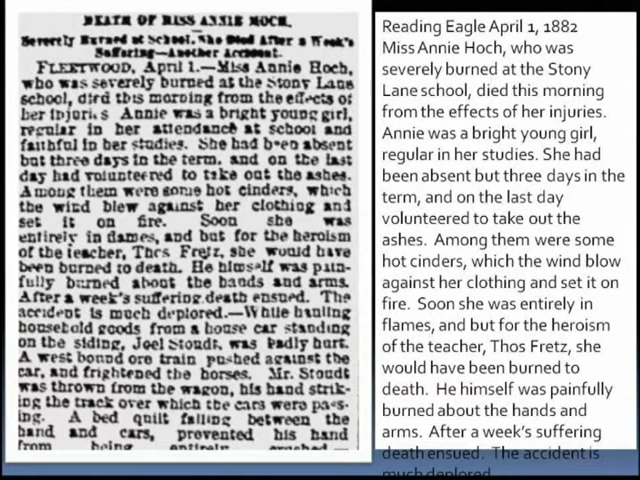 DEATH OF MISS ANNIE HOCH.
Severely Burned at School. She Died After a Week's
Suffering—Another Account.
FLEETWOOD, April 1.—Miss Annie Hoch,
who was severely burned at the Stony Lane
school, died this morning from the effects of
her injuries Annie was a bright young girl,
regular in her attendance at school and
faithful in her studies. She had been absent
but three days in the term, and on the last
day had volunteered to take out the ashes.
Among them were some hot cinders, which
the wind blew against her clothing and
set it on fire. Soon she was
entirely in flames, and but for the heroism
of the teacher, Thos Fretz, she would have
been burned to death. He himself was pain-
fully burned about the hands and arms.
After a week's suffering death ensued. The
accident is much deplored.—While hauling
household goods from a house car standing
on the siding, Joel Stoudt, was badly hurt.
A west bound ore train pushed against the
car, and frightened the horses. Mr. Stoudt
was thrown from the wagon, his hand strik-
ing the track over which the cars were pass-
ing. A bed quilt falling between the
hand and cars, prevented his hand
from being entirely crushed—
Reading Eagle April 1, 1882
Miss Annie Hoch, who was
severely burned at the Stony
Lane school, died this morning
from the effects of her injuries.
Annie was a bright young girl,
regular in her studies. She had
been absent but three days in the
term, and on the last day
volunteered to take out the
ashes. Among them were some
hot cinders, which the wind blow
against her clothing and set it on
fire. Soon she was entirely in
flames, and but for the heroism
of the teacher, Thos Fretz, she
would have been burned to
death. He himself was painfully
burned about the hands and
arms. After a week's suffering
death ensued. The accident is
much deplored